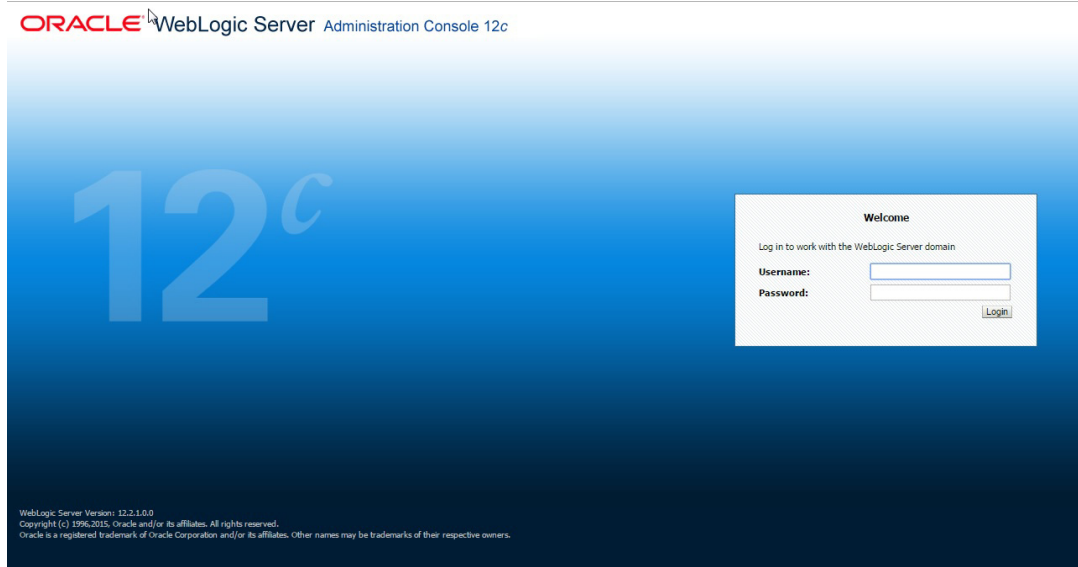 ORACLE WebLogic Server Administration Console 12c
12c
Welcome
Log in to work with the WebLogic Server domain
Username:
Password:
Login
WebLogic Server Version: 12.2.1.0.0
Copyright (c) 1996,2015, Oracle and/or its affiliates. All rights reserved.
Oracle is a registered trademark of Oracle Corporation and/or its affiliates. Other names may be trademarks of their respective owners.